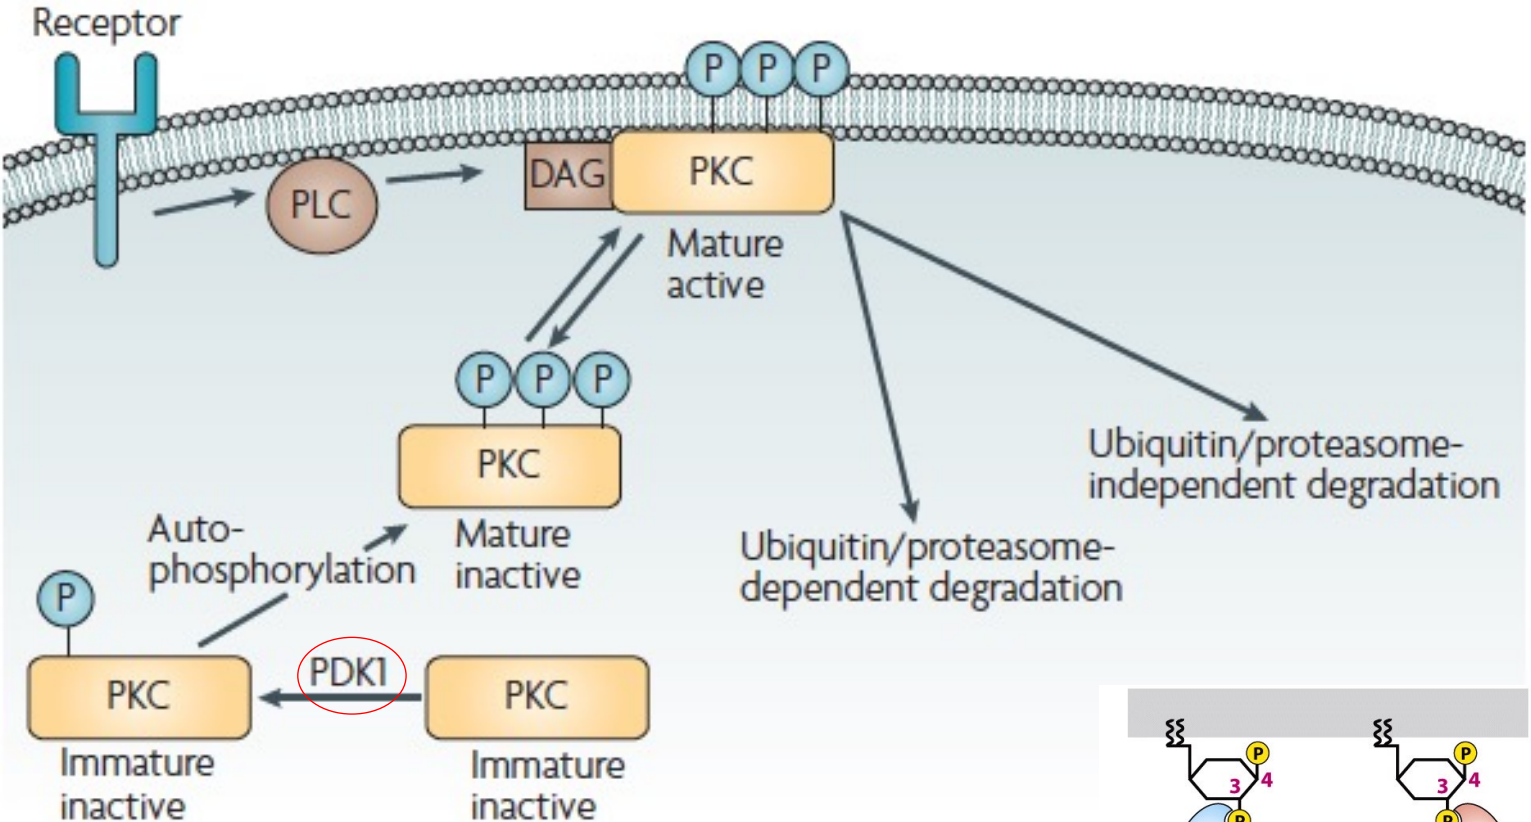 Receptor
P P P
DAG
PKC
PLC
Mature
active
P P P
PKC
Mature
inactive
Ubiquitin/proteasome-
independent degradation
Ubiquitin/proteasome-
dependent degradation
Auto-
phosphorylation
P
PKC
PDK1
PKC
Immature
inactive
Immature
inactive
P
3 4
P
P
3 4
P